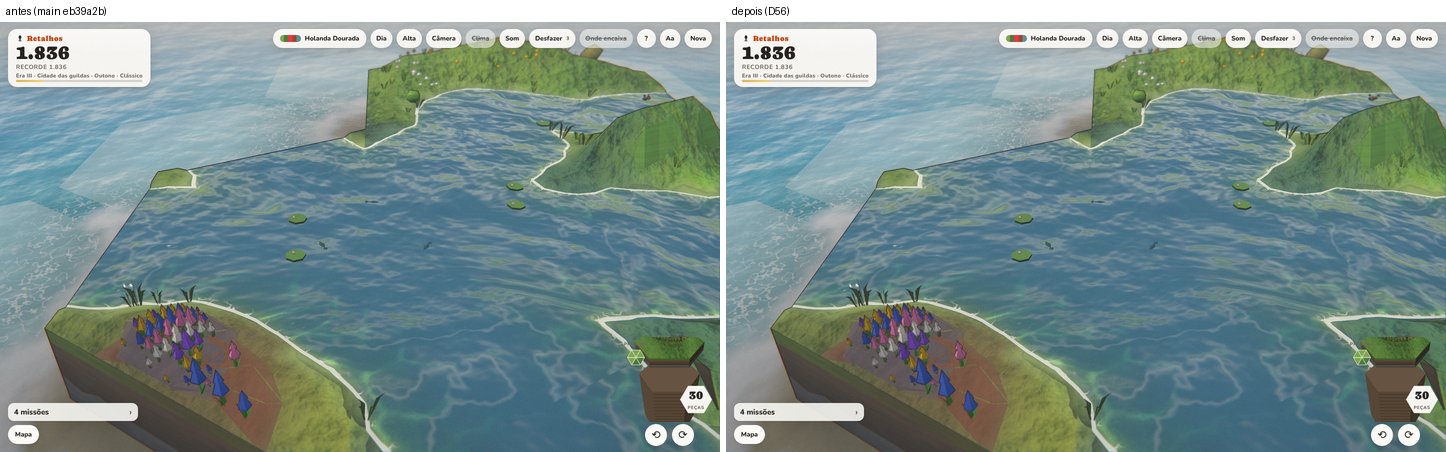 antes (main eb39a2b)
Retalhos
1.836
RECORDE 1.836
Era III · Cidade das guildas · Outono · Clássico
Holanda Dourada
Dia
Alta
Câmera
Clima
Som
Desfazer 3
Onde encaixa
?
Aa
Nova
4 missões ›
Mapa
30
PEÇAS
⟲
⟳
depois (D56)
Retalhos
1.836
RECORDE 1.836
Era III · Cidade das guildas · Outono · Clássico
Holanda Dourada
Dia
Alta
Câmera
Clima
Som
Desfazer 3
Onde encaixa
?
Aa
Nova
4 missões ›
Mapa
30
PEÇAS
⟲
⟳